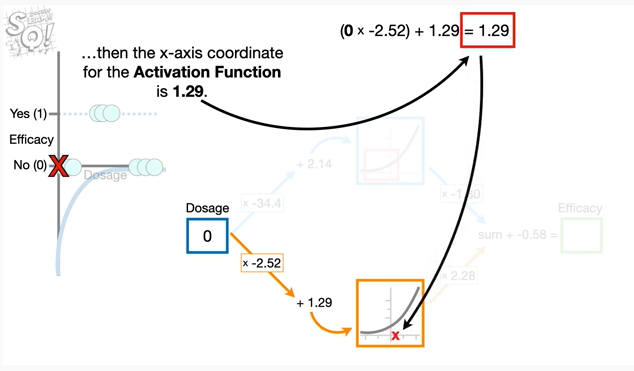 StatQuest!
(0 x -2.52) + 1.29 = 1.29
…then the x-axis coordinate
for the Activation Function
is 1.29.
Yes (1)
Efficacy
No (0)
Dosage
+ 2.14
x -34.4
x -1.30
Dosage
0
Efficacy
sum + -0.58 =
x -2.52
x 2.28
+ 1.29
x